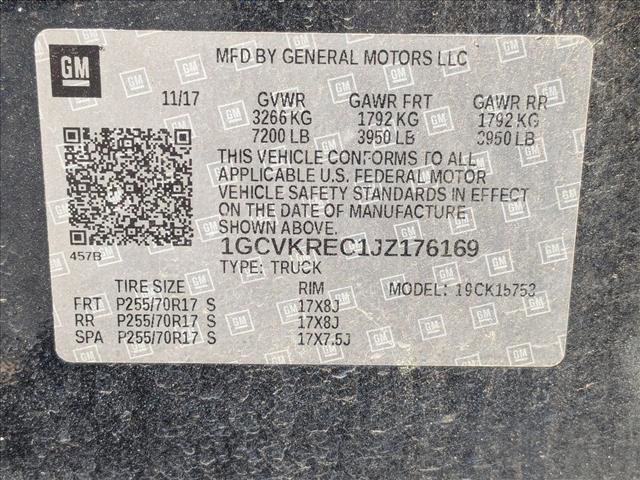 GM
MFD BY GENERAL MOTORS LLC
11/17 GVWR GAWR FRT GAWR RR
3266 KG 1792 KG 1792 KG
7200 LB 3950 LB 3950 LB
THIS VEHICLE CONFORMS TO ALL
APPLICABLE U.S. FEDERAL MOTOR
VEHICLE SAFETY STANDARDS IN EFFECT
ON THE DATE OF MANUFACTURE
SHOWN ABOVE.
457B
1GCVKREC1JZ176169
TYPE: TRUCK
TIRE SIZE RIM MODEL: 19CK15753
FRT P255/70R17 S 17X8J
RR P255/70R17 S 17X8J
SPA P255/70R17 S 17X7.5J